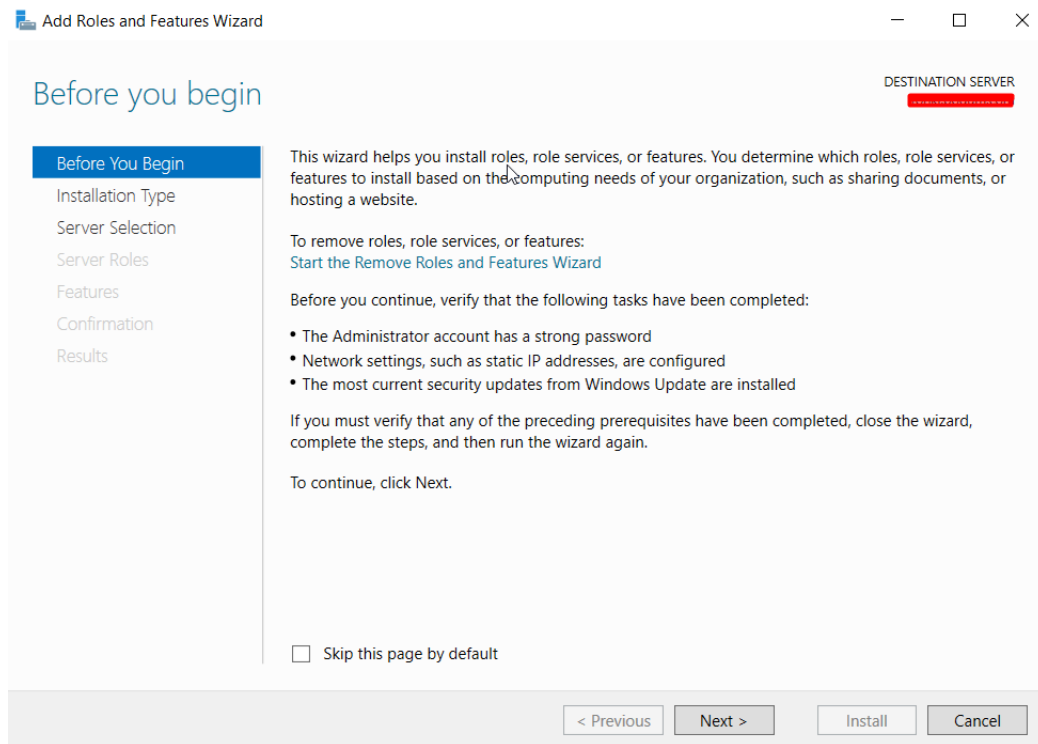 Add Roles and Features Wizard
Before you begin
DESTINATION SERVER
Before You Begin
Installation Type
Server Selection
Server Roles
Features
Confirmation
Results
This wizard helps you install roles, role services, or features. You determine which roles, role services, or
features to install based on the computing needs of your organization, such as sharing documents, or
hosting a website.
To remove roles, role services, or features:
Start the Remove Roles and Features Wizard
Before you continue, verify that the following tasks have been completed:
• The Administrator account has a strong password
• Network settings, such as static IP addresses, are configured
• The most current security updates from Windows Update are installed
If you must verify that any of the preceding prerequisites have been completed, close the wizard,
complete the steps, and then run the wizard again.
To continue, click Next.
Skip this page by default
< Previous
Next >
Install
Cancel